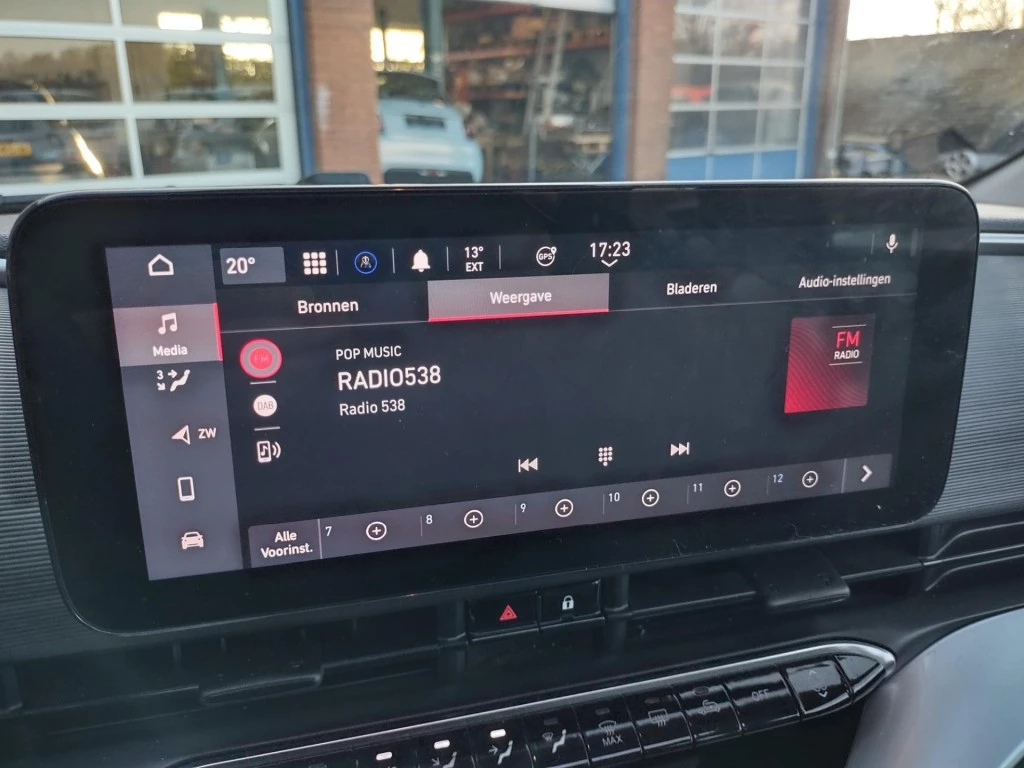 20°
13°
EXT
GPS
17:23
Bronnen
Weergave
Bladeren
Audio-instellingen
Media
3
ZW
FM
DAB
POP MUSIC
RADIO538
Radio 538
FM
RADIO
Alle
Voorinst.
7
8
9
10
11
12
MAX
OFF